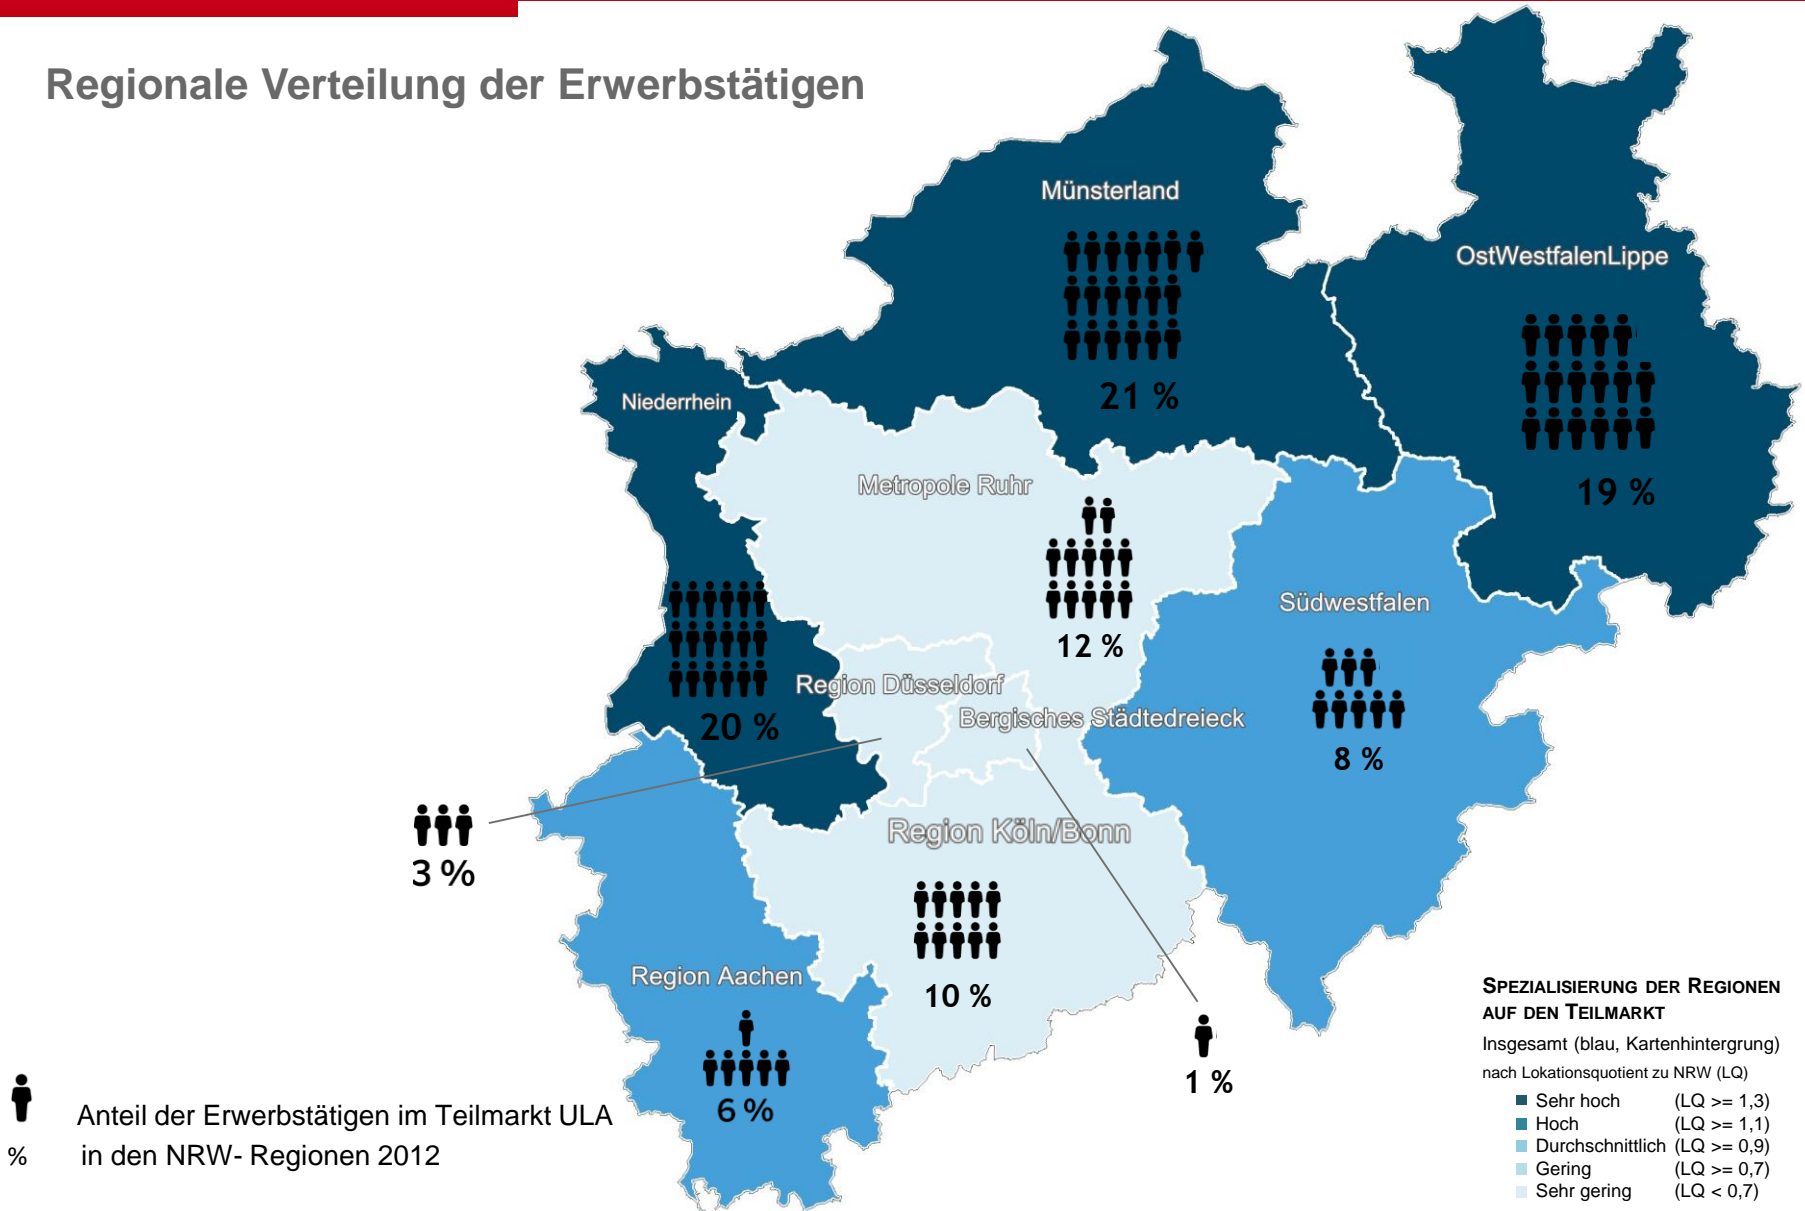 Regionale Verteilung der Erwerbstätigen
Münsterland
21 %
OstWestfalenLippe
19 %
Niederrhein
20 %
Metropole Ruhr
12 %
Südwestfalen
8 %
Region Düsseldorf
3 %
Bergisches Städtedreieck
1 %
Region Köln/Bonn
10 %
Region Aachen
6 %
Anteil der Erwerbstätigen im Teilmarkt ULA
% in den NRW- Regionen 2012
SPEZIALISIERUNG DER REGIONEN
AUF DEN TEILMARKT
Insgesamt (blau, Kartenhintergrung)
nach Lokationsquotient zu NRW (LQ)
Sehr hoch (LQ >= 1,3)
Hoch (LQ >= 1,1)
Durchschnittlich (LQ >= 0,9)
Gering (LQ >= 0,7)
Sehr gering (LQ < 0,7)